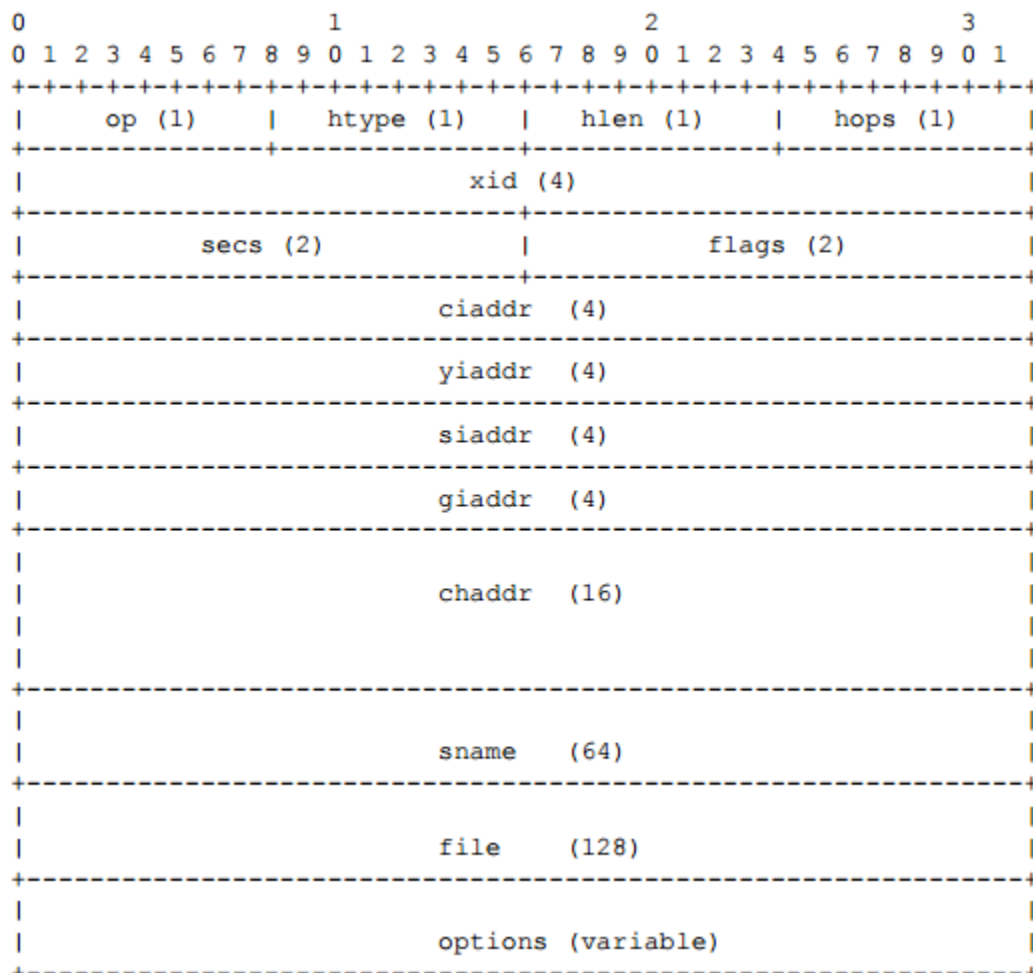 0                   1                   2                   3
0 1 2 3 4 5 6 7 8 9 0 1 2 3 4 5 6 7 8 9 0 1 2 3 4 5 6 7 8 9 0 1
+-+-+-+-+-+-+-+-+-+-+-+-+-+-+-+-+-+-+-+-+-+-+-+-+-+-+-+-+-+-+-+-+
|     op (1)    |   htype (1)   |   hlen (1)    |   hops (1)    |
+---------------+---------------+---------------+---------------+
|                            xid (4)                            |
+-------------------------------+-------------------------------+
|           secs (2)            |           flags (2)           |
+-------------------------------+-------------------------------+
|                          ciaddr  (4)                          |
+---------------------------------------------------------------+
|                          yiaddr  (4)                          |
+---------------------------------------------------------------+
|                          siaddr  (4)                          |
+---------------------------------------------------------------+
|                          giaddr  (4)                          |
+---------------------------------------------------------------+
|                                                               |
|                          chaddr  (16)                         |
|                                                               |
|                                                               |
+---------------------------------------------------------------+
|                                                               |
|                          sname   (64)                         |
+---------------------------------------------------------------+
|                                                               |
|                          file    (128)                        |
+---------------------------------------------------------------+
|                                                               |
|                          options (variable)                   |
+---------------------------------------------------------------+